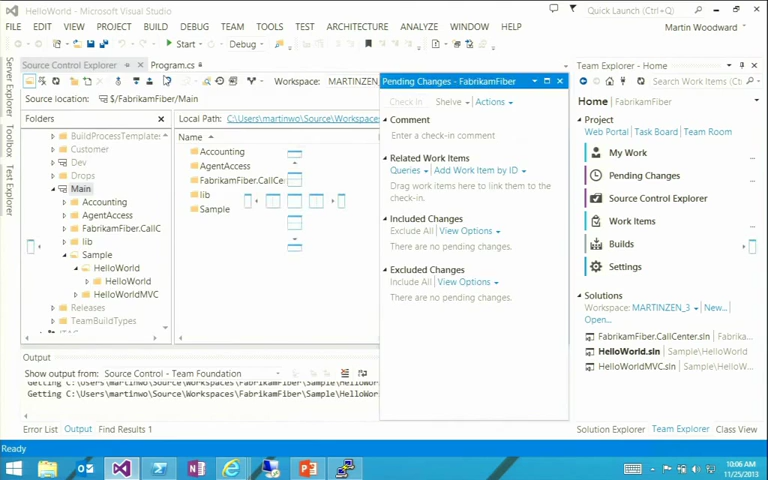 HelloWorld - Microsoft Visual Studio
Quick Launch (Ctrl+Q)
FILE EDIT VIEW PROJECT BUILD DEBUG TEAM TOOLS TEST ARCHITECTURE ANALYZE WINDOW HELP
Martin Woodward
Start
Debug
Server Explorer
Toolbox
Test Explorer
Source Control Explorer
Program.cs
Workspace: MARTINZEN
Source location: $/FabrikamFiber/Main
Folders
BuildProcessTemplate
Customer
Dev
Drops
Main
Accounting
AgentAccess
FabrikamFiber.CallC
lib
Sample
HelloWorld
HelloWorld
HelloWorldMVC
Releases
TeamBuildTypes
Local Path: C:\Users\martinwo\Source\Workspace
Name
Accounting
AgentAccess
FabrikamFiber.CallCe
lib
Sample
Pending Changes - FabrikamFiber
Check In Shelve Actions
Comment
Enter a check-in comment
Related Work Items
Queries Add Work Item by ID
Drag work items here to link them to the
check-in.
Included Changes
Exclude All View Options
There are no pending changes.
Excluded Changes
Include All View Options
There are no pending changes.
Team Explorer - Home
Search Work Items (Ctrl
Home FabrikamFiber
Project
Web Portal Task Board Team Room
My Work
Pending Changes
Source Control Explorer
Work Items
Builds
Settings
Solutions
Workspace: MARTINZEN_3 New...
Open...
FabrikamFiber.CallCenter.sln Fabrika...
HelloWorld.sln Sample\HelloWorld
HelloWorldMVC.sln Sample\HelloWorld
Output
Show output from: Source Control - Team Foundation
Getting C:\Users\martinwo\Source\Workspaces\FabrikamFiber\Sample\HelloWor
Getting C:\Users\martinwo\Source\Workspaces\FabrikamFiber\Sample\HelloWor
Error List Output Find Results 1
Solution Explorer Team Explorer Class View
Ready
10:06 AM
11/25/2013